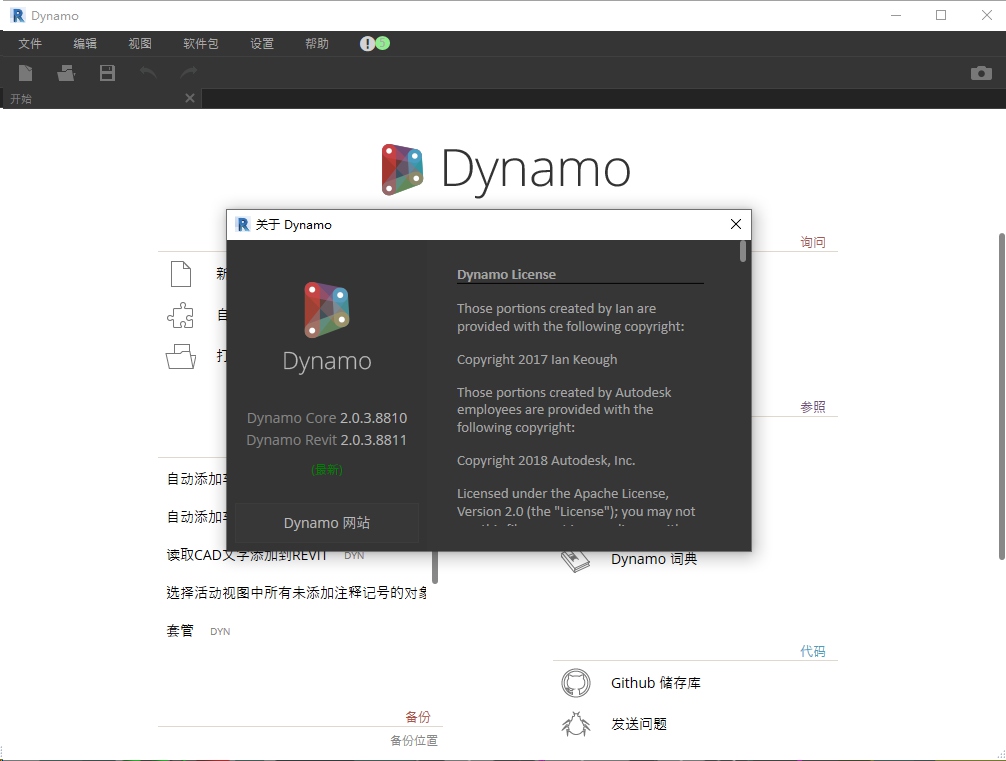 Dynamo
文件 编辑 视图 软件包 设置 帮助
开始
Dynamo
关于 Dynamo
Dynamo
Dynamo Core 2.0.3.8810
Dynamo Revit 2.0.3.8811
(最新)
Dynamo 网站
Dynamo License
Those portions created by Ian are
provided with the following copyright:
Copyright 2017 Ian Keough
Those portions created by Autodesk
employees are provided with the
following copyright:
Copyright 2018 Autodesk, Inc.
Licensed under the Apache License,
Version 2.0 (the "License"); you may not
新
自
打
自动添加
自动添加
读取CAD文字添加到REVIT DYN
选择活动视图中所有未添加注释记号的对象
套管 DYN
备份
备份位置
询问
参照
Dynamo 词典
代码
Github 储存库
发送问题